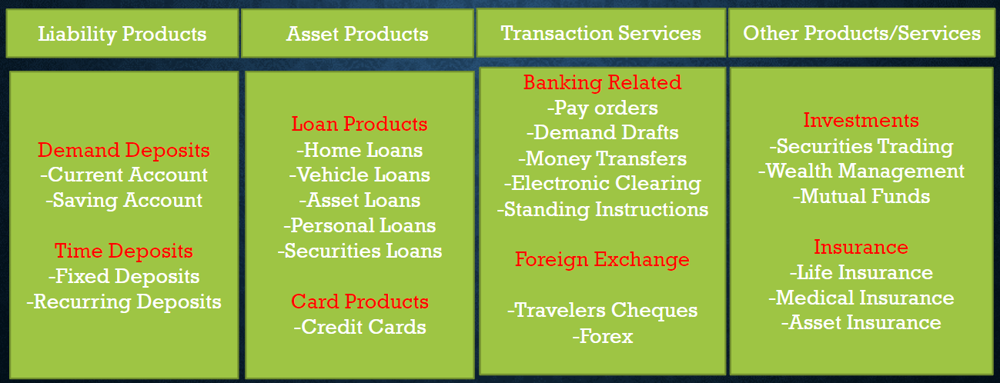 Liability Products
Asset Products
Transaction Services
Other Products/Services
Demand Deposits
-Current Account
-Saving Account
Time Deposits
-Fixed Deposits
-Recurring Deposits
Loan Products
-Home Loans
-Vehicle Loans
-Asset Loans
-Personal Loans
-Securities Loans
Card Products
-Credit Cards
Banking Related
-Pay orders
-Demand Drafts
-Money Transfers
-Electronic Clearing
-Standing Instructions
Foreign Exchange
-Travelers Cheques
-Forex
Investments
-Securities Trading
-Wealth Management
-Mutual Funds
Insurance
-Life Insurance
-Medical Insurance
-Asset Insurance